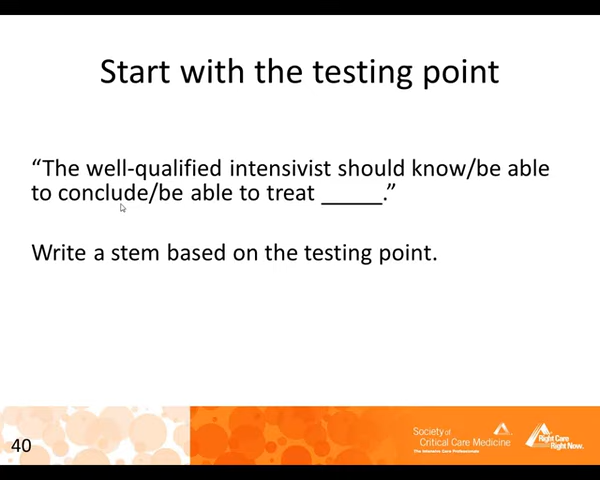 Start with the testing point
“The well-qualified intensivist should know/be able
to conclude/be able to treat _____.”
Write a stem based on the testing point.
40
Society of
Critical Care Medicine
The Intensive Care Professionals
Right Care
Right Now.